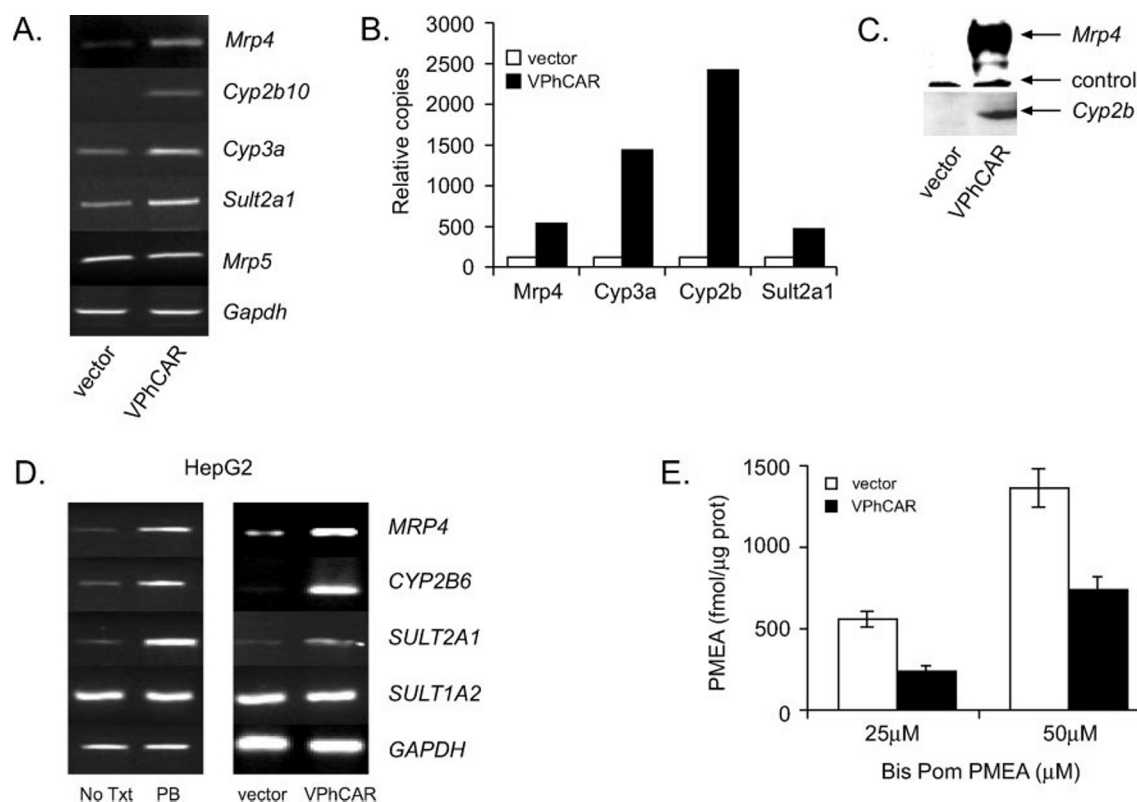 A.
Mrp4
Cyp2b10
Cyp3a
Sult2a1
Mrp5
Gapdh
vector
VPhCAR
B.
vector
VPhCAR
Relative copies
3000
2500
2000
1500
1000
500
0
Mrp4 Cyp3a Cyp2b Sult2a1
C.
Mrp4
control
Cyp2b
vector
VPhCAR
D.
HepG2
MRP4
CYP2B6
SULT2A1
SULT1A2
GAPDH
No Txt PB vector VPhCAR
E.
vector
VPhCAR
PMEA (fmol/μg prot)
1500
1000
500
0
25μM 50μM
Bis Pom PMEA (μM)